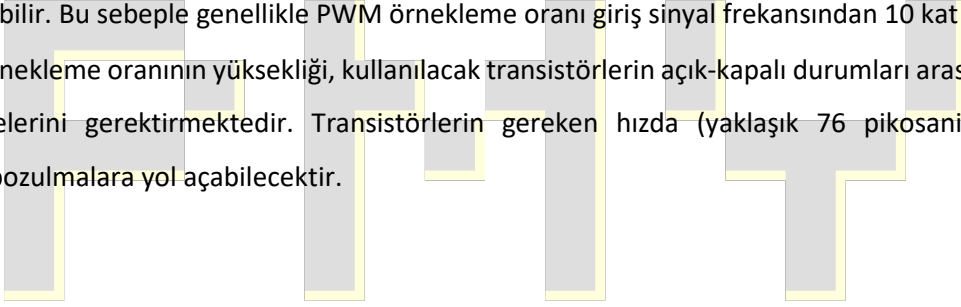 bilir. Bu sebeple genellikle PWM örnekleme oranı giriş sinyal frekansından 10 kat
nekleme oranının yüksekliği, kullanılacak transistörlerin açık-kapalı durumları aras
elerini gerektirmektedir. Transistörlerin gereken hızda (yaklaşık 76 pikosani
bozulmalara yol açabilecektir.